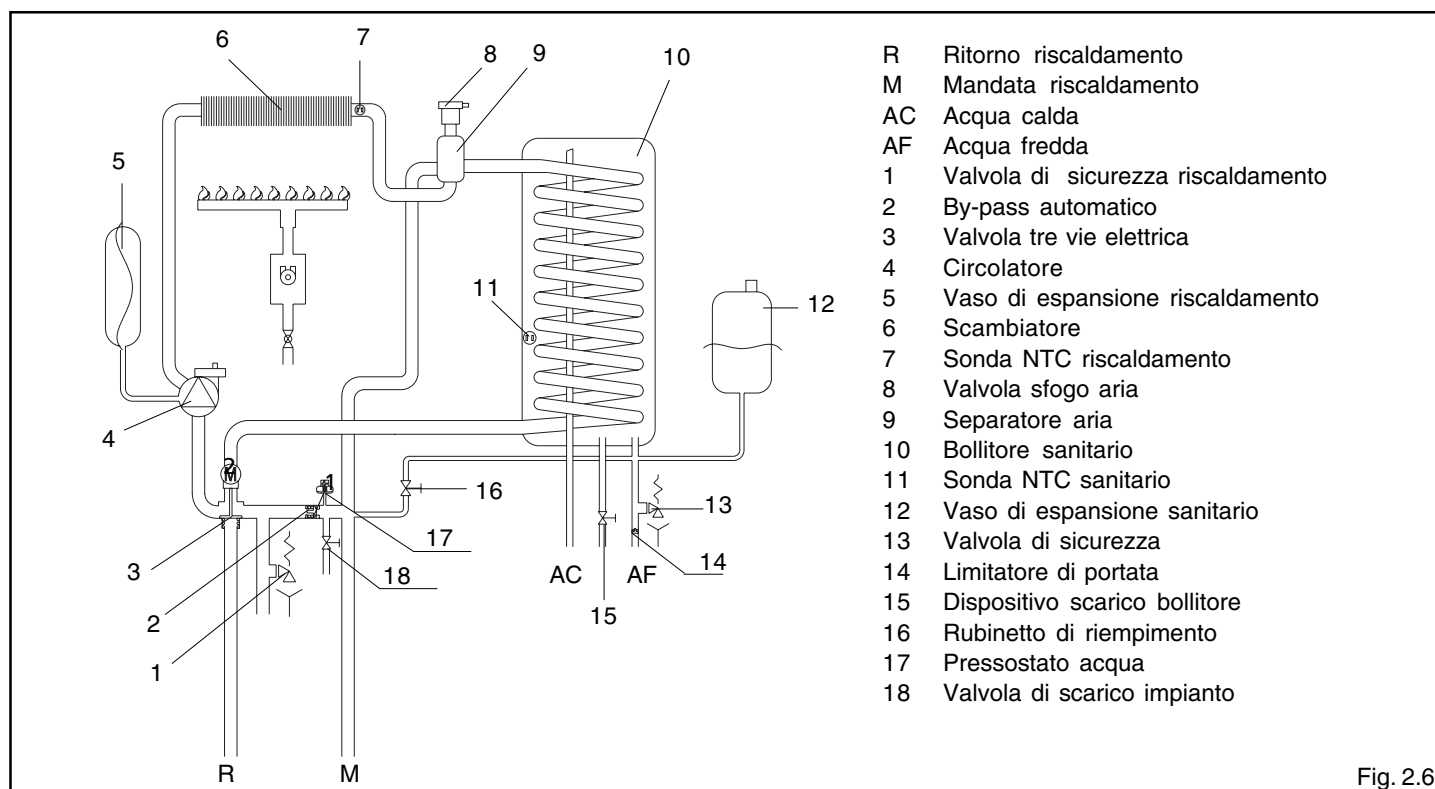 6
7
8
9
10
5
11
12
4
2
M
1
16
13
3
17
14
2
18
AC
AF
15
1
R
M
R Ritorno riscaldamento
M Mandata riscaldamento
AC Acqua calda
AF Acqua fredda
1 Valvola di sicurezza riscaldamento
2 By-pass automatico
3 Valvola tre vie elettrica
4 Circolatore
5 Vaso di espansione riscaldamento
6 Scambiatore
7 Sonda NTC riscaldamento
8 Valvola sfogo aria
9 Separatore aria
10 Bollitore sanitario
11 Sonda NTC sanitario
12 Vaso di espansione sanitario
13 Valvola di sicurezza
14 Limitatore di portata
15 Dispositivo scarico bollitore
16 Rubinetto di riempimento
17 Pressostato acqua
18 Valvola di scarico impianto
Fig. 2.6